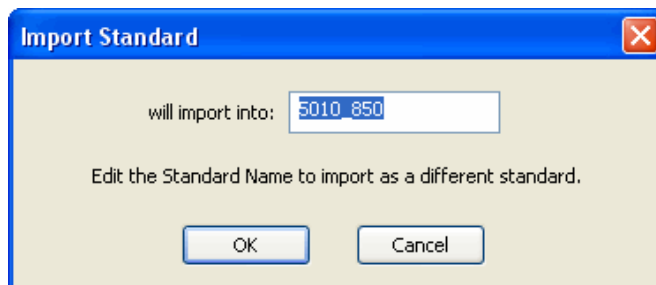 Import Standard
will import into: 5010_850
Edit the Standard Name to import as a different standard.
OK Cancel